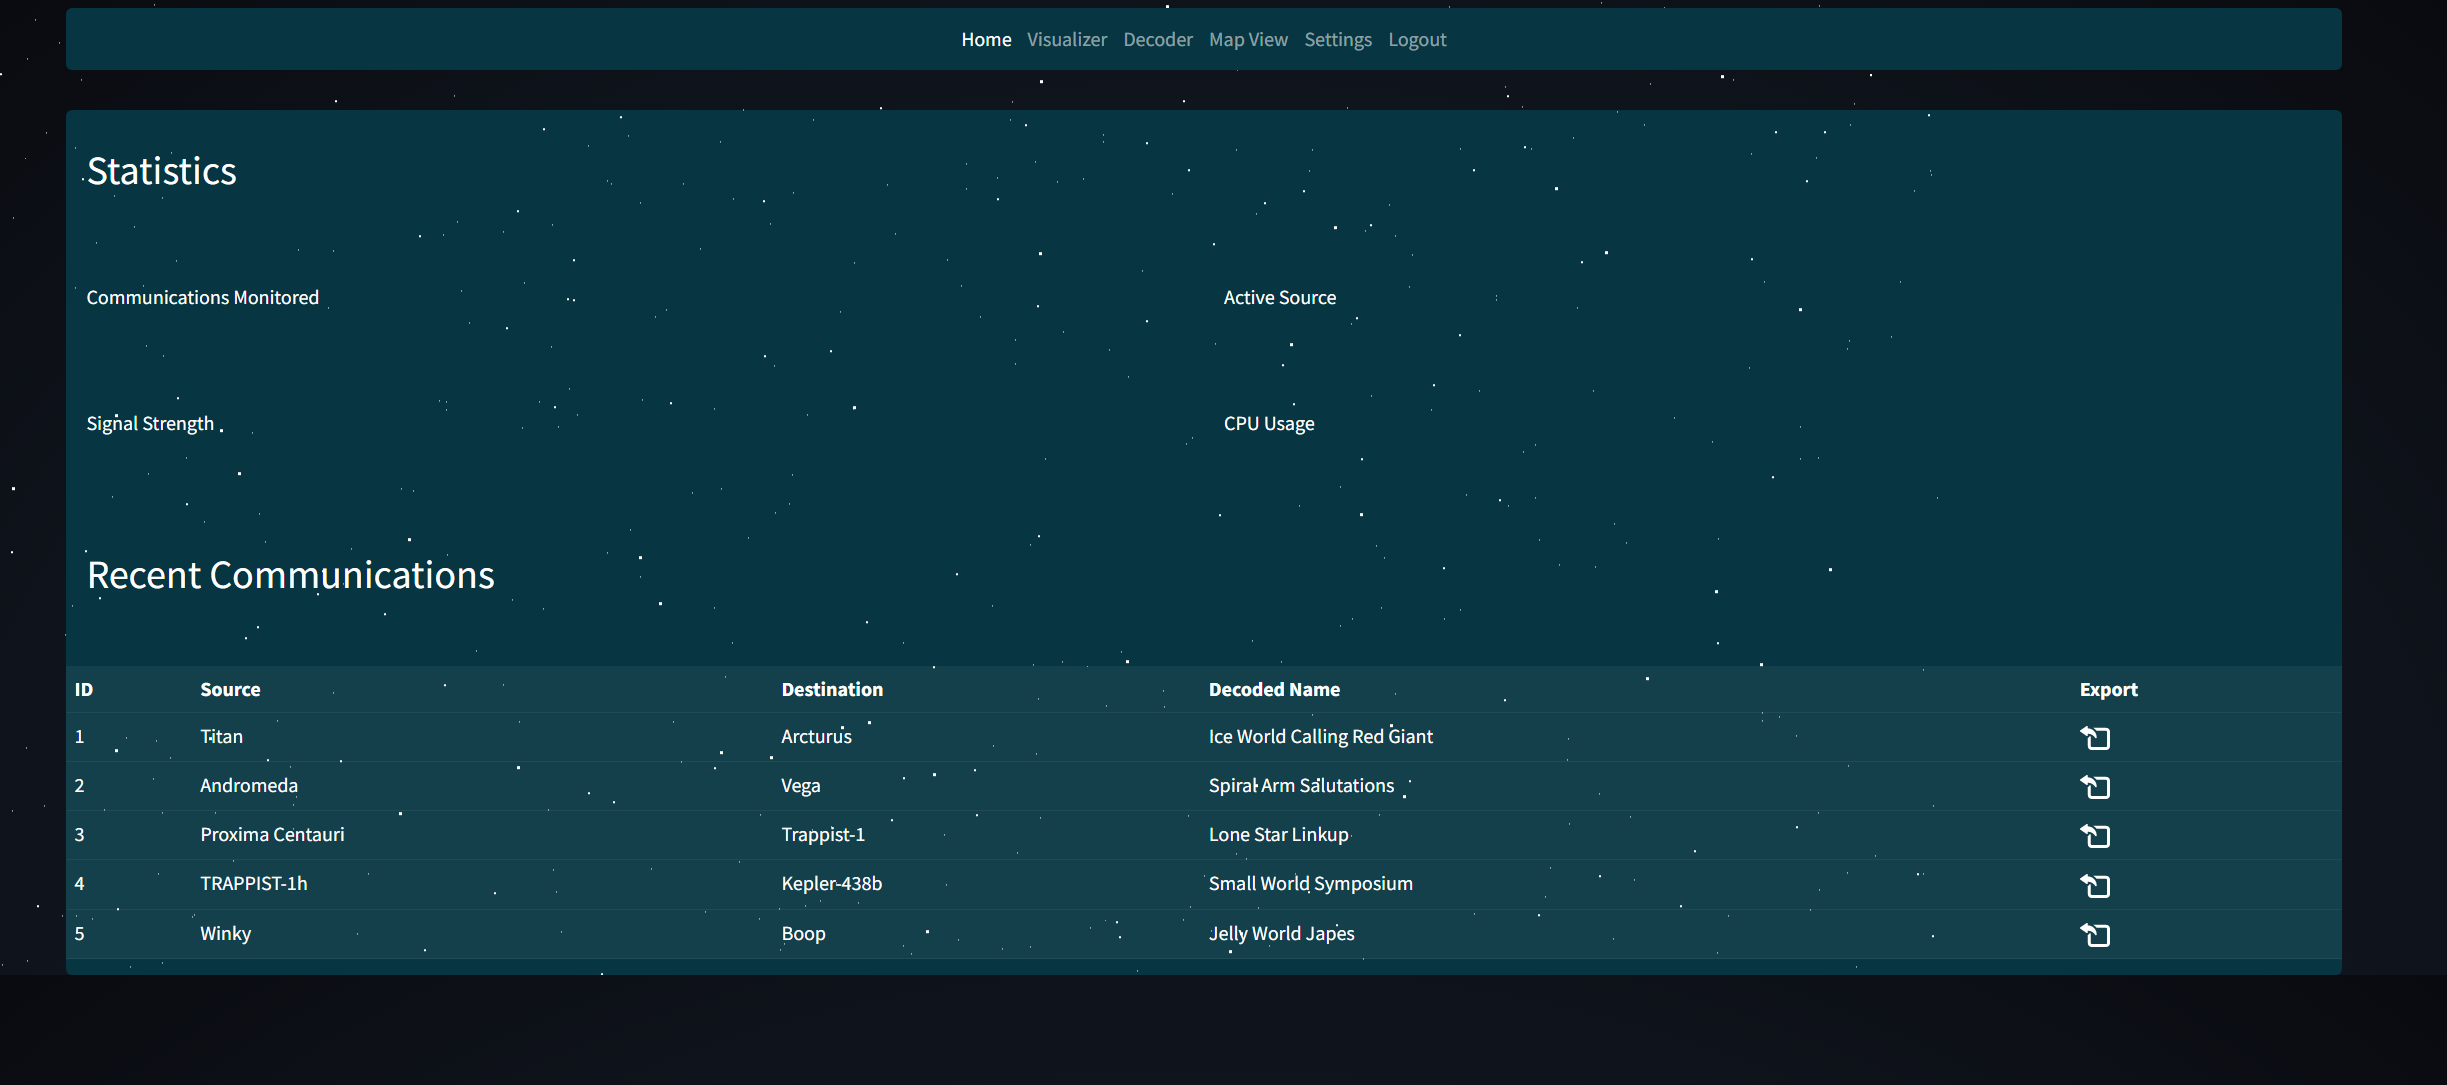 Home Visualizer Decoder Map View Settings Logout
Statistics
Communications Monitored Active Source
Signal Strength CPU Usage
Recent Communications
ID Source Destination Decoded Name Export
1 Titan Arcturus Ice World Calling Red Giant
2 Andromeda Vega Spiral Arm Salutations
3 Proxima Centauri Trappist-1 Lone Star Linkup
4 TRAPPIST-1h Kepler-438b Small World Symposium
5 Winky Boop Jelly World Japes